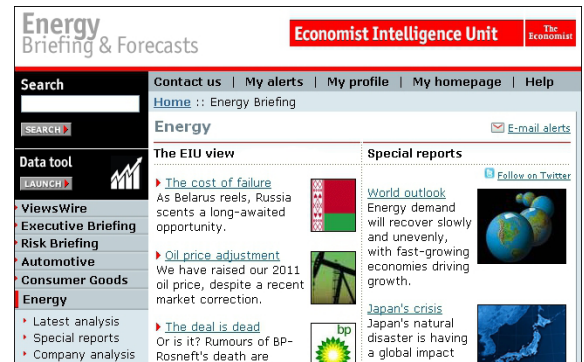 Energy
Briefing & Forecasts
Economist Intelligence Unit
The
Economist
Search
SEARCH
Data tool
LAUNCH
ViewsWire
Executive Briefing
Risk Briefing
Automotive
Consumer Goods
Energy
Latest analysis
Special reports
Company analysis
Contact us | My alerts | My profile | My homepage | Help
Home :: Energy Briefing
Energy
E-mail alerts
The EIU view
The cost of failure
As Belarus reels, Russia
scents a long-awaited
opportunity.
Oil price adjustment
We have raised our 2011
oil price, despite a recent
market correction.
The deal is dead
Or is it? Rumours of BP-
Rosneft's death are
bp
Special reports
Follow on Twitter
World outlook
Energy demand
will recover slowly
and unevenly,
with fast-growing
economies driving
growth.
Japan's crisis
Japan's natural
disaster is having
a global impact